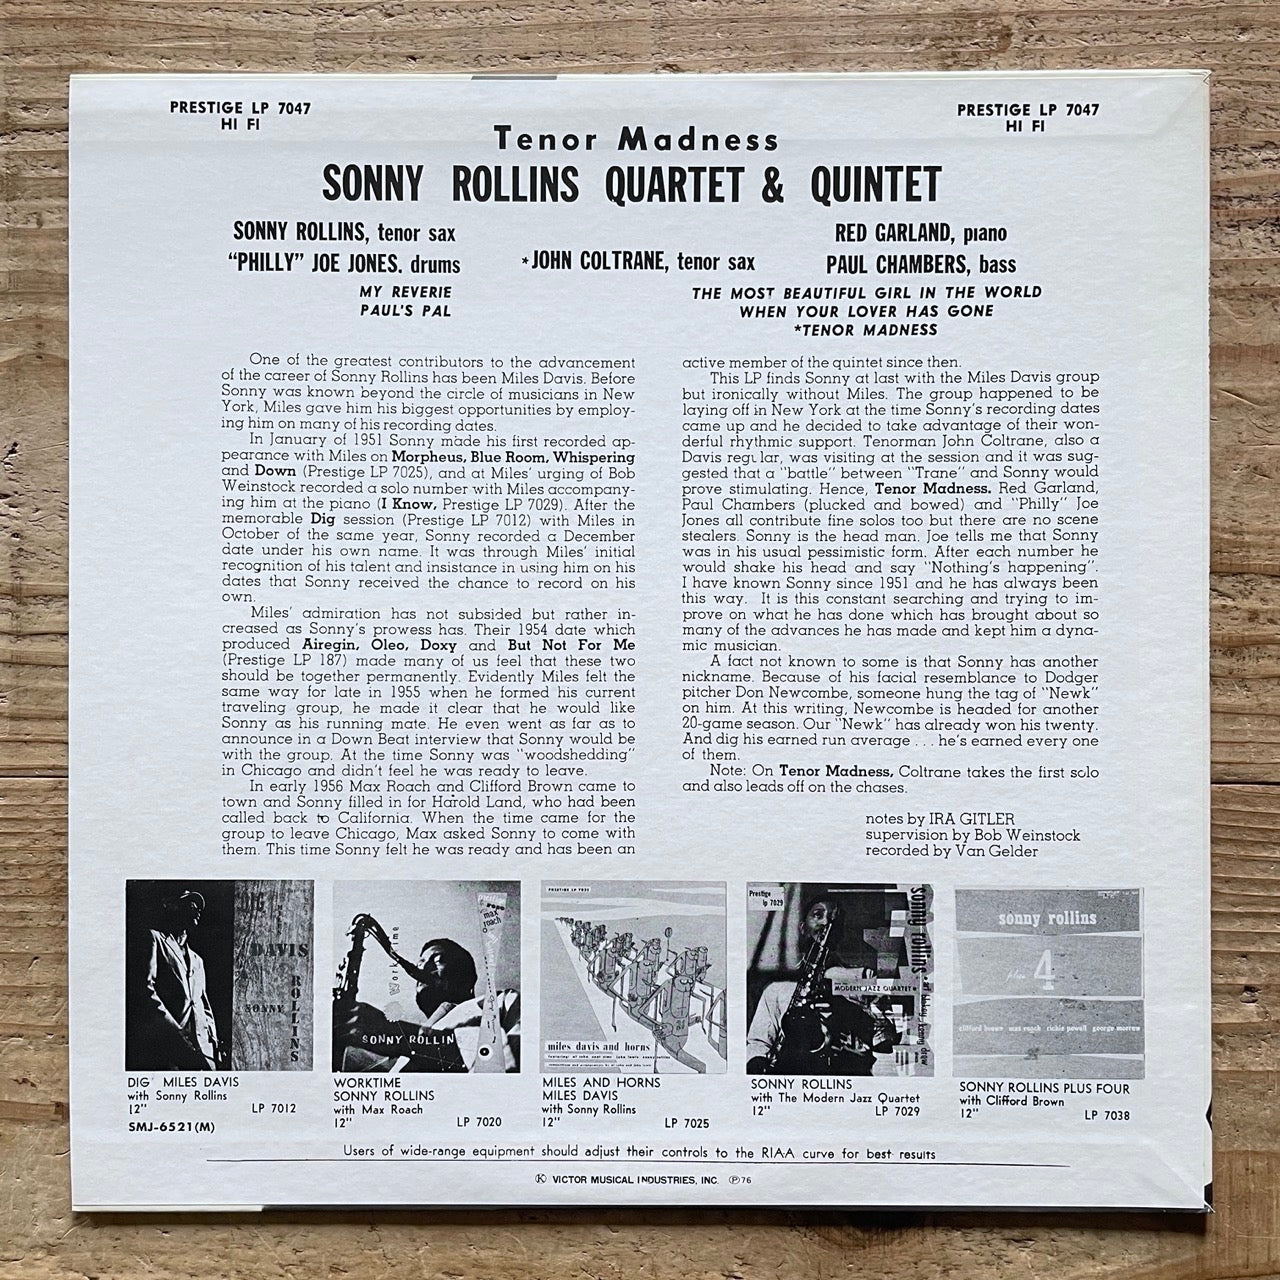 PRESTIGE LP 7047
HI FI
PRESTIGE LP 7047
HI FI
Tenor Madness
SONNY ROLLINS QUARTET & QUINTET
SONNY ROLLINS, tenor sax
"PHILLY" JOE JONES. drums
*JOHN COLTRANE, tenor sax
RED GARLAND, piano
PAUL CHAMBERS, bass
MY REVERIE
PAUL'S PAL
THE MOST BEAUTIFUL GIRL IN THE WORLD
WHEN YOUR LOVER HAS GONE
*TENOR MADNESS
One of the greatest contributors to the advancement
of the career of Sonny Rollins has been Miles Davis. Before
Sonny was known beyond the circle of musicians in New
York, Miles gave him his biggest opportunities by employ-
ing him on many of his recording dates.
In January of 1951 Sonny made his first recorded ap-
pearance with Miles on Morpheus, Blue Room, Whispering
and Down (Prestige LP 7025), and at Miles' urging of Bob
Weinstock recorded a solo number with Miles accompany-
ing him at the piano (I Know, Prestige LP 7029). After the
memorable Dig session (Prestige LP 7012) with Miles in
October of the same year, Sonny recorded a December
date under his own name. It was through Miles' initial
recognition of his talent and insistance in using him on his
dates that Sonny received the chance to record on his
own.
Miles' admiration has not subsided but rather in-
creased as Sonny's prowess has. Their 1954 date which
produced Airegin, Oleo, Doxy and But Not For Me
(Prestige LP 187) made many of us feel that these two
should be together permanently. Evidently Miles felt the
same way for late in 1955 when he formed his current
traveling group, he made it clear that he would like
Sonny as his running mate. He even went as far as to
announce in a Down Beat interview that Sonny would be
with the group. At the time Sonny was "woodshedding"
in Chicago and didn't feel he was ready to leave.
In early 1956 Max Roach and Clifford Brown came to
town and Sonny filled in for Harold Land, who had been
called back to California. When the time came for the
group to leave Chicago, Max asked Sonny to come with
them. This time Sonny felt he was ready and has been an
active member of the quintet since then.
This LP finds Sonny at last with the Miles Davis group
but ironically without Miles. The group happened to be
laying off in New York at the time Sonny's recording dates
came up and he decided to take advantage of their won-
derful rhythmic support. Tenorman John Coltrane, also a
Davis regular, was visiting at the session and it was sug-
gested that a "battle" between "Trane" and Sonny would
prove stimulating. Hence, Tenor Madness. Red Garland,
Paul Chambers (plucked and bowed) and "Philly" Joe
Jones all contribute fine solos too but there are no scene
stealers. Sonny is the head man. Joe tells me that Sonny
was in his usual pessimistic form. After each number he
would shake his head and say "Nothing's happening".
I have known Sonny since 1951 and he has always been
this way. It is this constant searching and trying to im-
prove on what he has done which has brought about so
many of the advances he has made and kept him a dyna-
mic musician.
A fact not known to some is that Sonny has another
nickname. Because of his facial resemblance to Dodger
pitcher Don Newcombe, someone hung the tag of "Newk"
on him. At this writing, Newcombe is headed for another
20-game season. Our "Newk" has already won his twenty.
And dig his earned run average . . . he's earned every one
of them.
Note: On Tenor Madness, Coltrane takes the first solo
and also leads off on the chases.
notes by IRA GITLER
supervision by Bob Weinstock
recorded by Van Gelder
DIG
DAVIS
SONNY
ROLLINS
worktime
max
roach
SONNY ROLLINS
PRESTIGE LP 7025
miles davis and horns
Prestige
lp 7029
sonny rollins
MODERN JAZZ QUARTET
sonny rollins
plus
4
clifford brown max roach richie powell george morrow
DIG MILES DAVIS
with Sonny Rollins
12" LP 7012
SMJ-6521(M)
WORKTIME
SONNY ROLLINS
with Max Roach
12" LP 7020
MILES AND HORNS
MILES DAVIS
with Sonny Rollins
12" LP 7025
SONNY ROLLINS
with The Modern Jazz Quartet
12" LP 7029
SONNY ROLLINS PLUS FOUR
with Clifford Brown
12" LP 7038
Users of wide-range equipment should adjust their controls to the RIAA curve for best results
Ⓚ VICTOR MUSICAL INDUSTRIES, INC. Ⓟ76